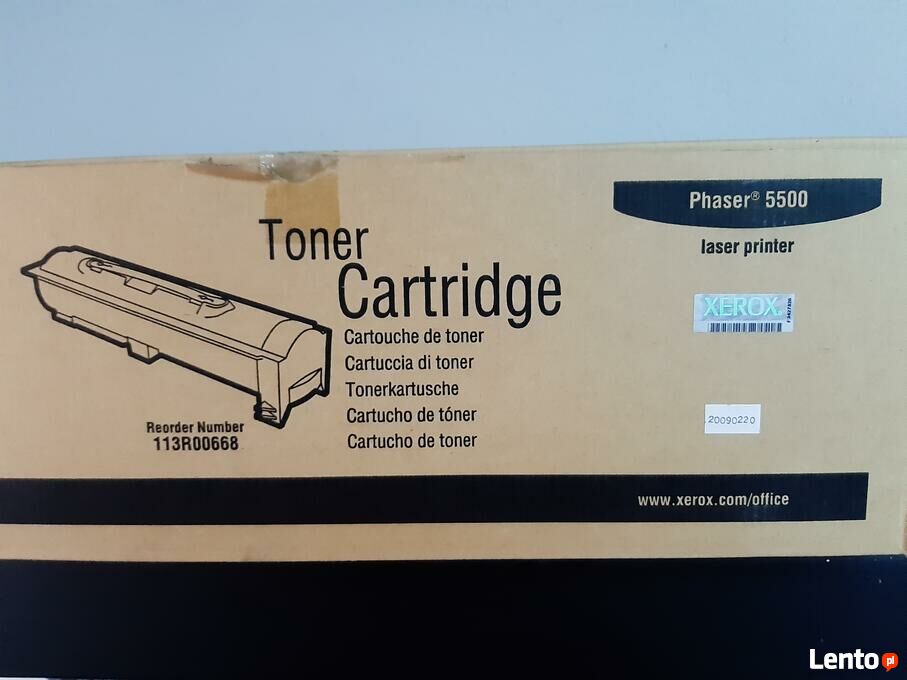 Phaser® 5500
laser printer
Toner
Cartridge
Cartouche de toner
Cartuccia di toner
Tonerkartusche
Cartucho de tóner
Cartucho de toner
Reorder Number
113R00668
XEROX
20090220
www.xerox.com/office
Lento.pl